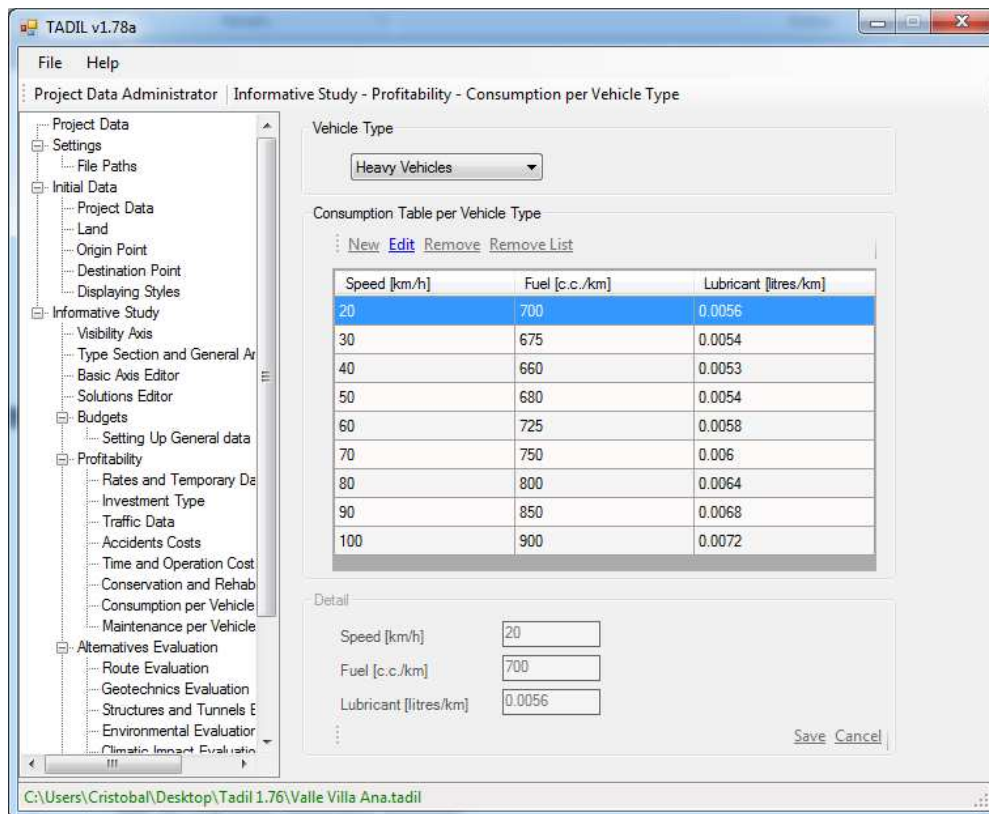 TADIL v1.78a
File Help
Project Data Administrator Informative Study - Profitability - Consumption per Vehicle Type
Project Data
Settings
File Paths
Initial Data
Project Data
Land
Origin Point
Destination Point
Displaying Styles
Informative Study
Visibility Axis
Type Section and General Ar
Basic Axis Editor
Solutions Editor
Budgets
Setting Up General data
Profitability
Rates and Temporary Da
Investment Type
Traffic Data
Accidents Costs
Time and Operation Cost
Conservation and Rehab
Consumption per Vehicle
Maintenance per Vehicle
Alternatives Evaluation
Route Evaluation
Geotechnics Evaluation
Structures and Tunnels E
Environmental Evaluation
Climatic Impact Evaluatio
Vehicle Type
Heavy Vehicles
Consumption Table per Vehicle Type
New Edit Remove Remove List
Speed [km/h] Fuel [c.c./km] Lubricant [litres/km]
20 700 0.0056
30 675 0.0054
40 660 0.0053
50 680 0.0054
60 725 0.0058
70 750 0.006
80 800 0.0064
90 850 0.0068
100 900 0.0072
Detail
Speed [km/h] 20
Fuel [c.c./km] 700
Lubricant [litres/km] 0.0056
Save Cancel
C:\Users\Cristobal\Desktop\Tadil 1.76\Valle Villa Ana.tadil